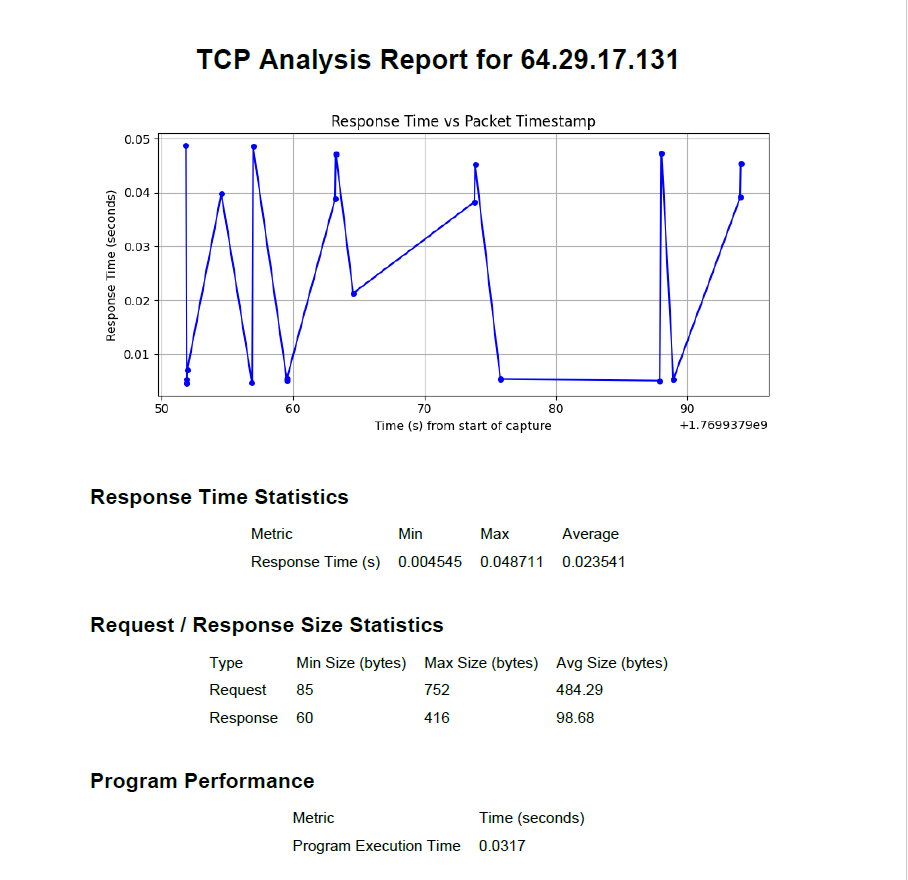 TCP Analysis Report for 64.29.17.131
Response Time vs Packet Timestamp
Response Time (seconds)
0.05
0.04
0.03
0.02
0.01
50 60 70 80 90
Time (s) from start of capture
+1.7699379e9
Response Time Statistics
Metric Min Max Average
Response Time (s) 0.004545 0.048711 0.023541
Request / Response Size Statistics
Type Min Size (bytes) Max Size (bytes) Avg Size (bytes)
Request 85 752 484.29
Response 60 416 98.68
Program Performance
Metric Time (seconds)
Program Execution Time 0.0317